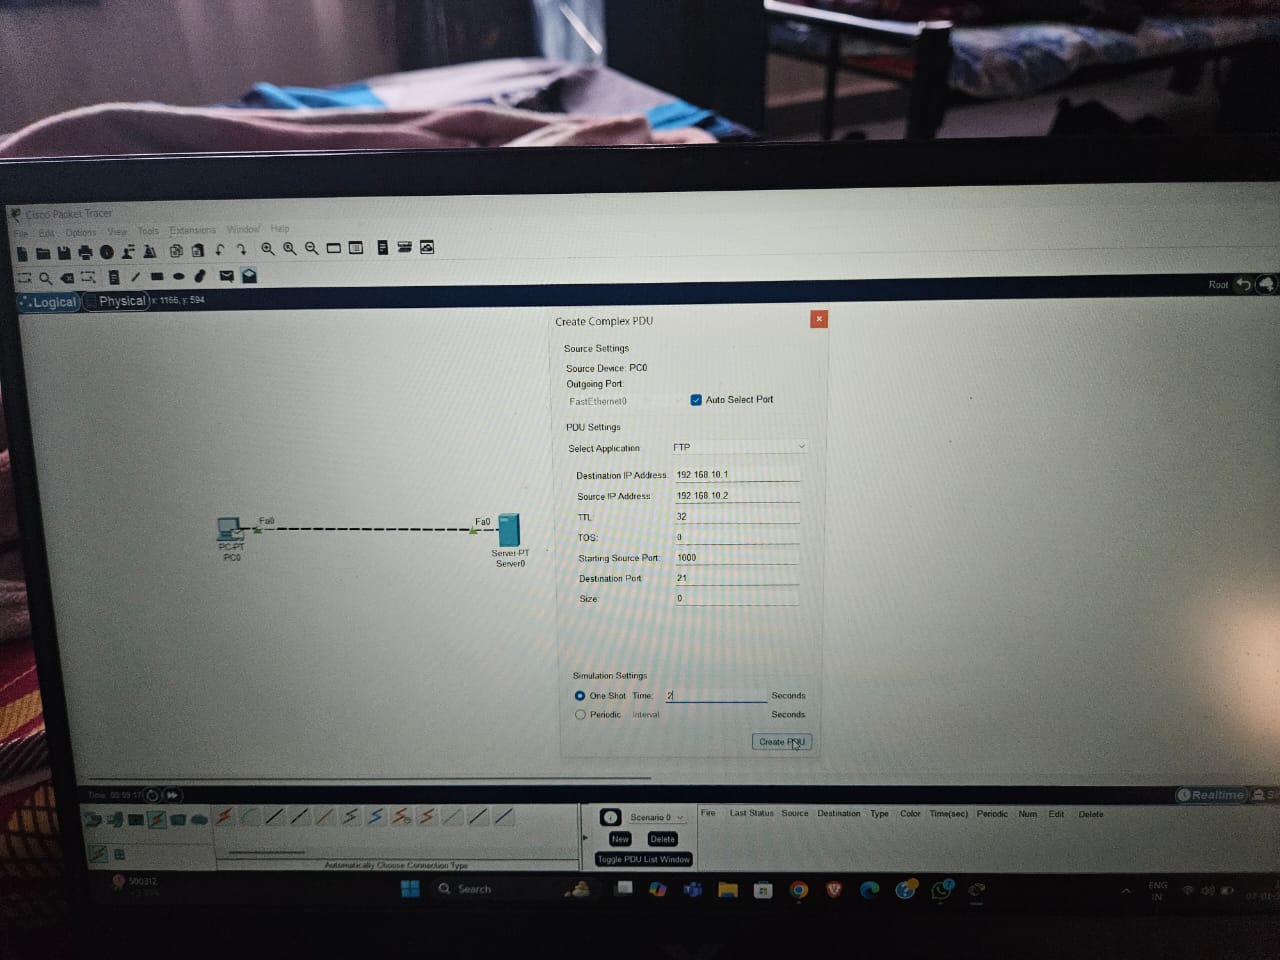 Cisco Packet Tracer
File Edit Options View Tools Extensions Window Help
Logical Physical x: 1166, y: 594 Root
Create Complex PDU
Source Settings
Source Device: PC0
Outgoing Port:
FastEthernet0 Auto Select Port
PDU Settings
Select Application FTP
Destination IP Address: 192.168.10.1
Source IP Address: 192.168.10.2
TTL: 32
TOS: 0
Starting Source Port: 1000
Destination Port: 21
Size: 0
Simulation Settings
One Shot Time: 2 Seconds
Periodic Interval Seconds
Create PDU
Fa0 Fa0
PC-PT
PC0
Server-PT
Server0
Time: 00:59:17 Realtime
Scenario 0
New Delete
Toggle PDU List Window
Fire Last Status Source Destination Type Color Time(sec) Periodic Num Edit Delete
Automatically Choose Connection Type
500312
Search
ENG
IN